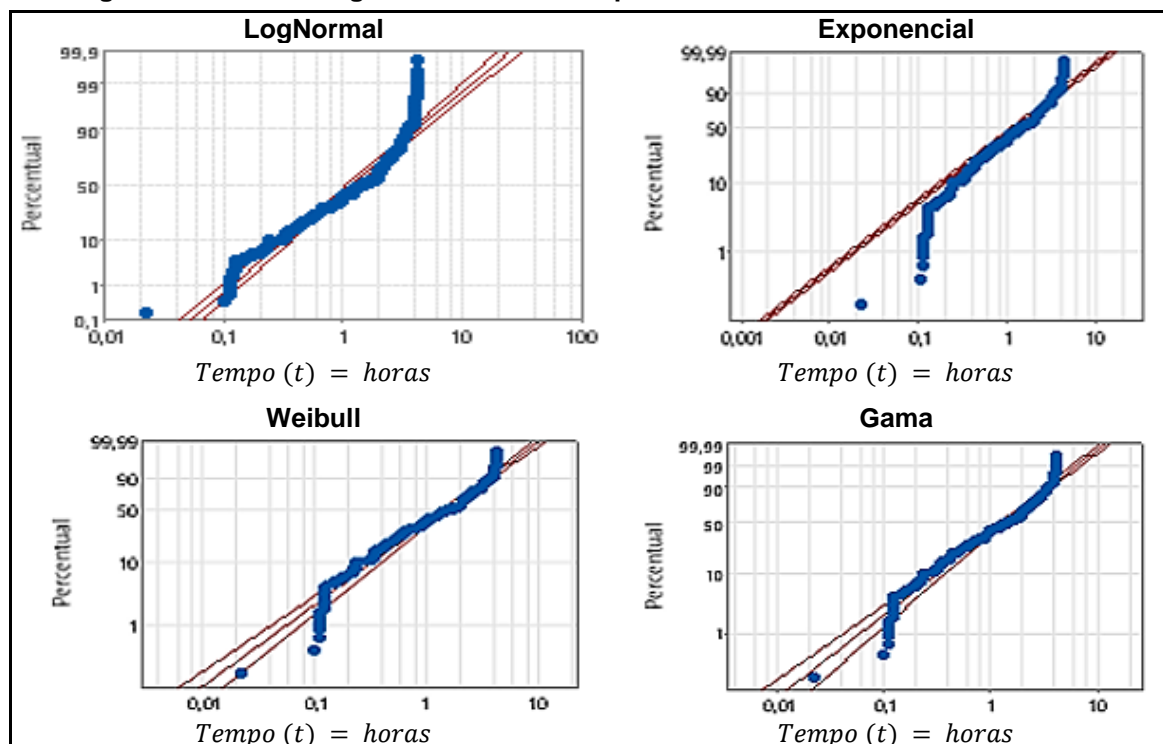 LogNormal
99,9
99
90
50
10
1
0,1
Percentual
0,01 0,1 1 10 100
Tempo (t) = horas
Exponencial
99,99
90
50
10
1
Percentual
0,001 0,01 0,1 1 10
Tempo (t) = horas
Weibull
99,99
90
50
10
1
Percentual
0,01 0,1 1 10
Tempo (t) = horas
Gama
99,99
99
90
50
10
1
Percentual
0,01 0,1 1 10
Tempo (t) = horas